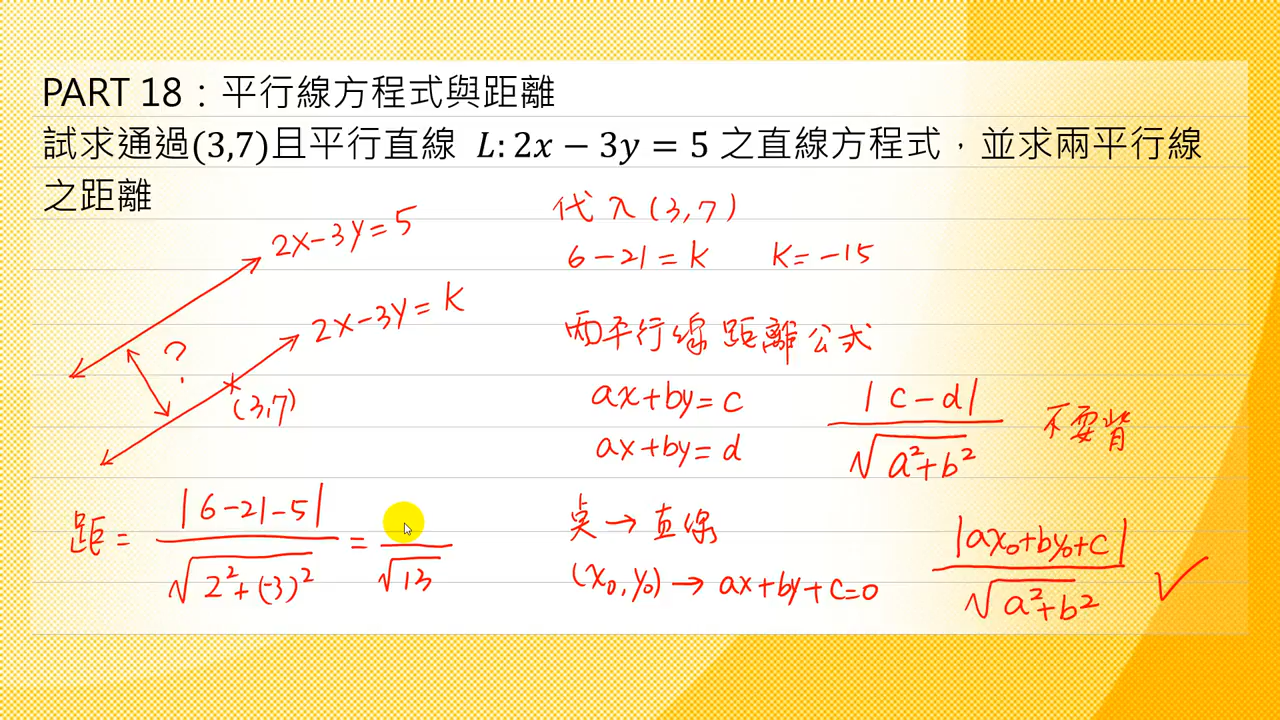 PART 18：平行線方程式與距離
試求通過(3,7)且平行直線 L: 2x − 3y = 5 之直線方程式，並求兩平行線
之距離
2x−3y=5
2x−3y=k
?
(3,7)
距= |6−21−5| / √(2²+(-3)²) = / √13
代入(3,7)
6−21=k k=−15
兩平行線距離公式
ax+by=c
ax+by=d
|c−d| / √(a²+b²) 不要背
点→直線
(x₀,y₀)→ax+by+c=0
|ax₀+by₀+c| / √(a²+b²) ✓